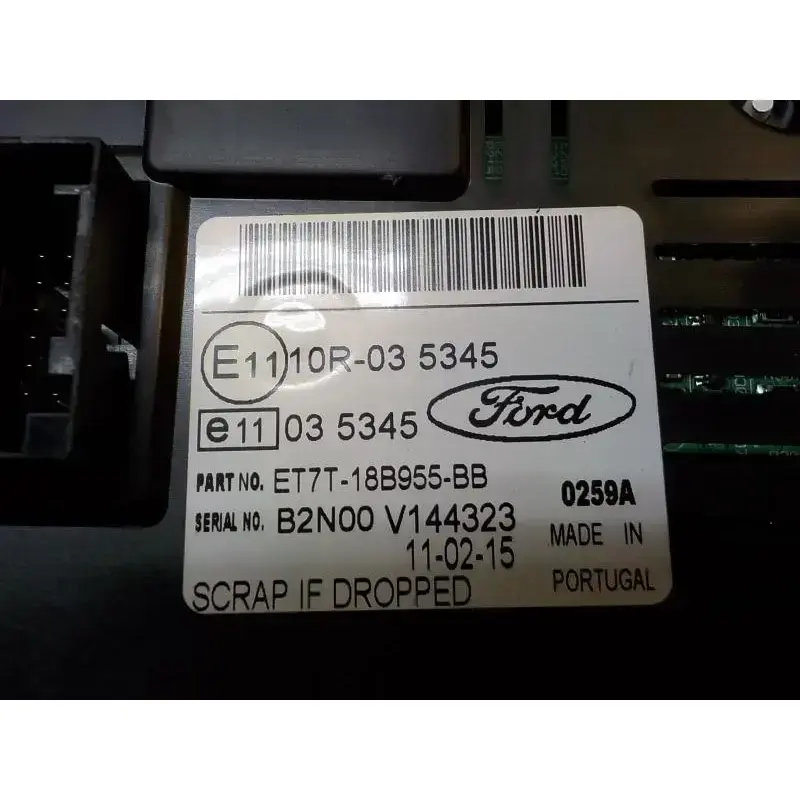 E11 10R-03 5345
e11 03 5345
Ford
PART NO. ET7T-18B955-BB
0259A
SERIAL NO. B2N00 V144323
MADE IN
11-02-15
PORTUGAL
SCRAP IF DROPPED